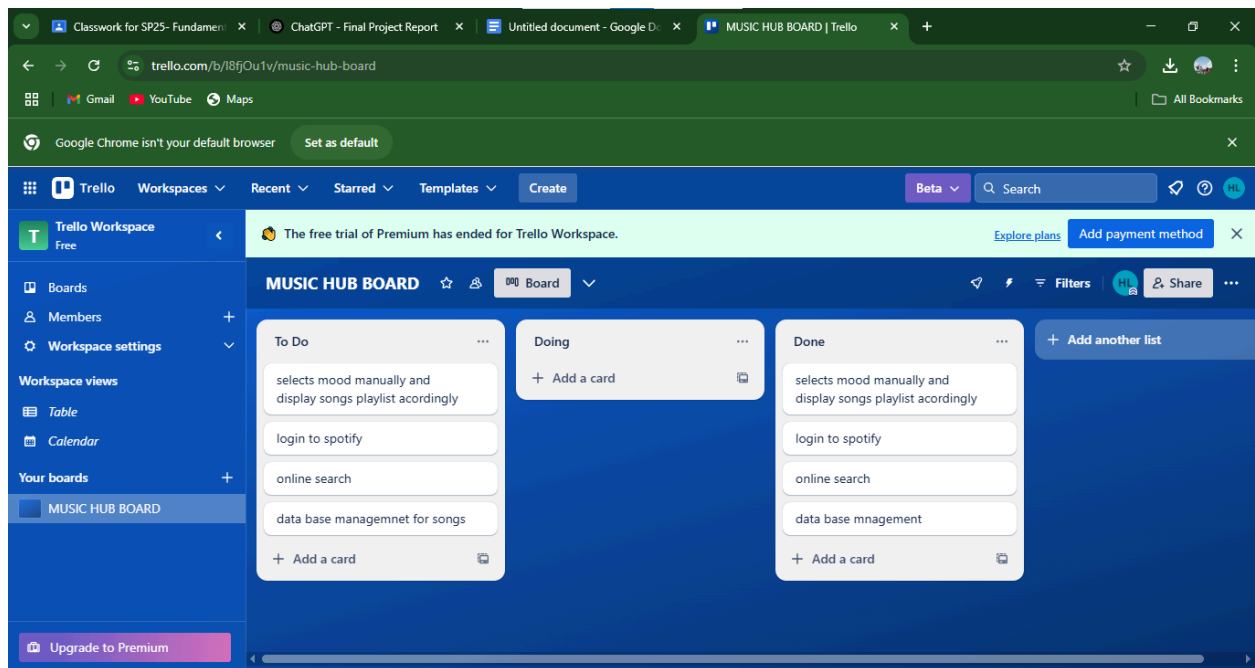 Classwork for SP25- Fundament
ChatGPT - Final Project Report
Untitled document - Google Do
MUSIC HUB BOARD | Trello
trello.com/b/l8fjOu1v/music-hub-board
Gmail YouTube Maps
All Bookmarks
Google Chrome isn't your default browser Set as default
Trello Workspaces Recent Starred Templates Create Beta Search HL
T Trello Workspace
Free
The free trial of Premium has ended for Trello Workspace. Explore plans Add payment method
Boards
Members
Workspace settings
Workspace views
Table
Calendar
Your boards
MUSIC HUB BOARD
Upgrade to Premium
MUSIC HUB BOARD Board Filters HL Share
To Do
selects mood manually and
display songs playlist acordingly
login to spotify
online search
data base managemnet for songs
Add a card
Doing
Add a card
Done
selects mood manually and
display songs playlist acordingly
login to spotify
online search
data base mnagement
Add a card
Add another list